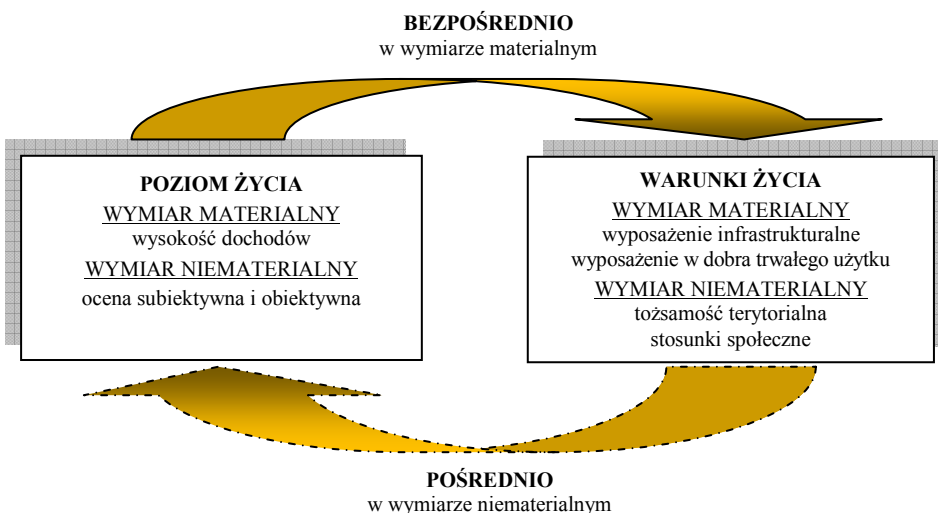 BEZPOŚREDNIO
w wymiarze materialnym
POZIOM ŻYCIA
WYMIAR MATERIALNY
wysokość dochodów
WYMIAR NIEMATERIALNY
ocena subiektywna i obiektywna
WARUNKI ŻYCIA
WYMIAR MATERIALNY
wyposażenie infrastrukturalne
wyposażenie w dobra trwałego użytku
WYMIAR NIEMATERIALNY
tożsamość terytorialna
stosunki społeczne
POŚREDNIO
w wymiarze niematerialnym